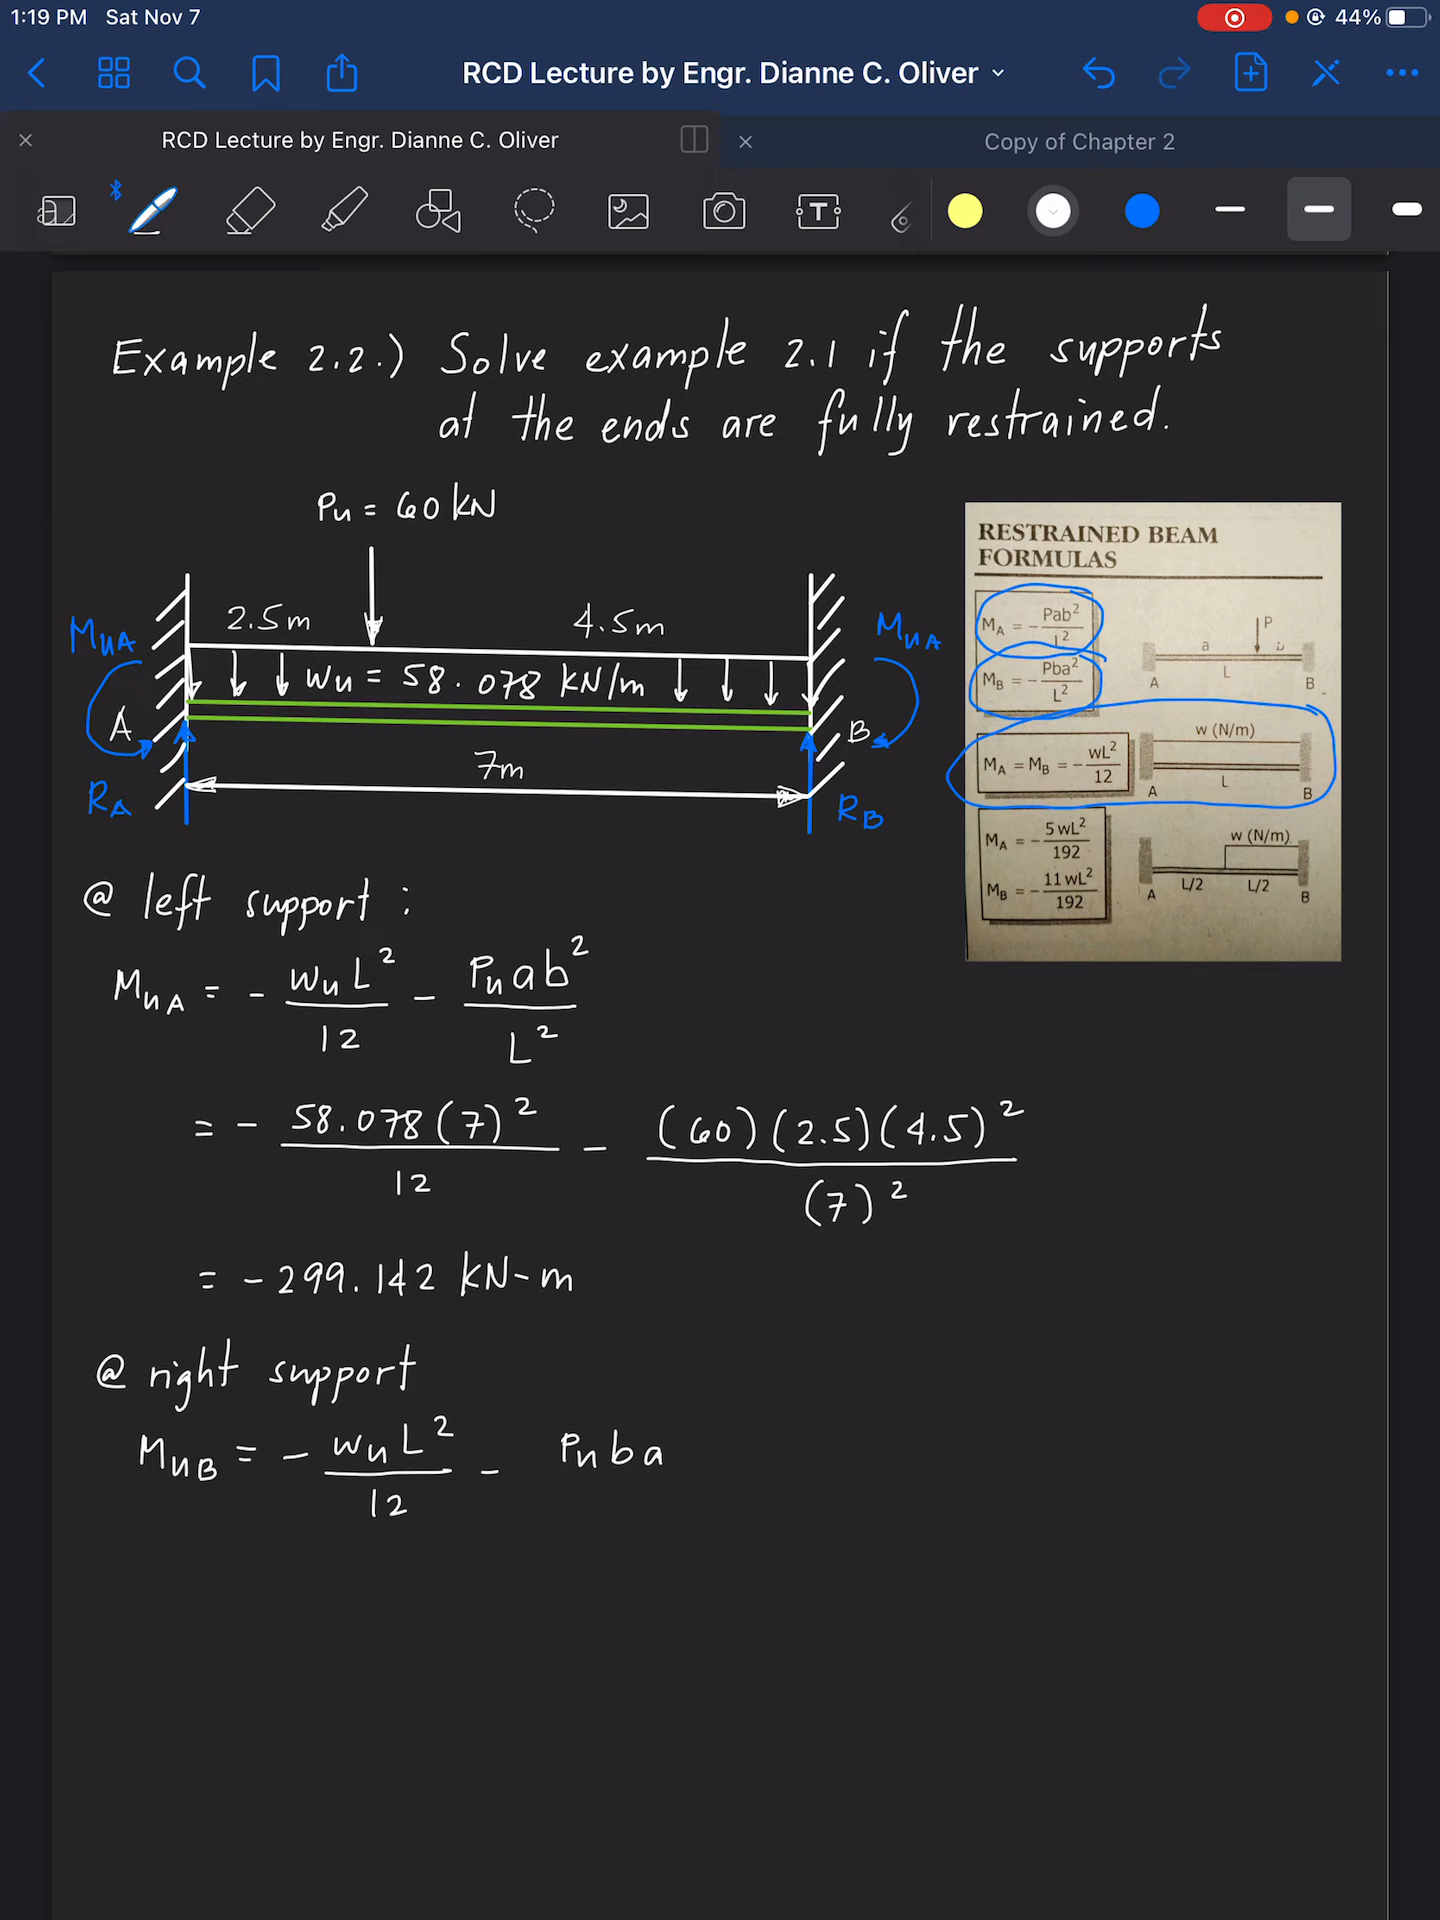 1:19 PM Sat Nov 7
44%
RCD Lecture by Engr. Dianne C. Oliver
RCD Lecture by Engr. Dianne C. Oliver
Copy of Chapter 2
a
T
Example 2.2.) Solve example 2.1 if the supports
at the ends are fully restrained.
Pu = 60 kN
2.5m
4.5m
MuA
MuA
wu = 58.078 kN/m
A
B
7m
RA
RB
RESTRAINED BEAM
FORMULAS
MA = - Pab²/L²
MB = - Pba²/L²
P
a
b
L
A
B
w (N/m)
MA = MB = - wL²/12
L
A
B
MA = - 5wL²/192
MB = - 11wL²/192
w (N/m)
L/2
L/2
A
B
@ left support :
MuA = - wuL²/12 - Puab²/L²
= - 58.078(7)²/12 - (60)(2.5)(4.5)²/(7)²
= -299.142 kN-m
@ right support
MuB = - wuL²/12 - Puba